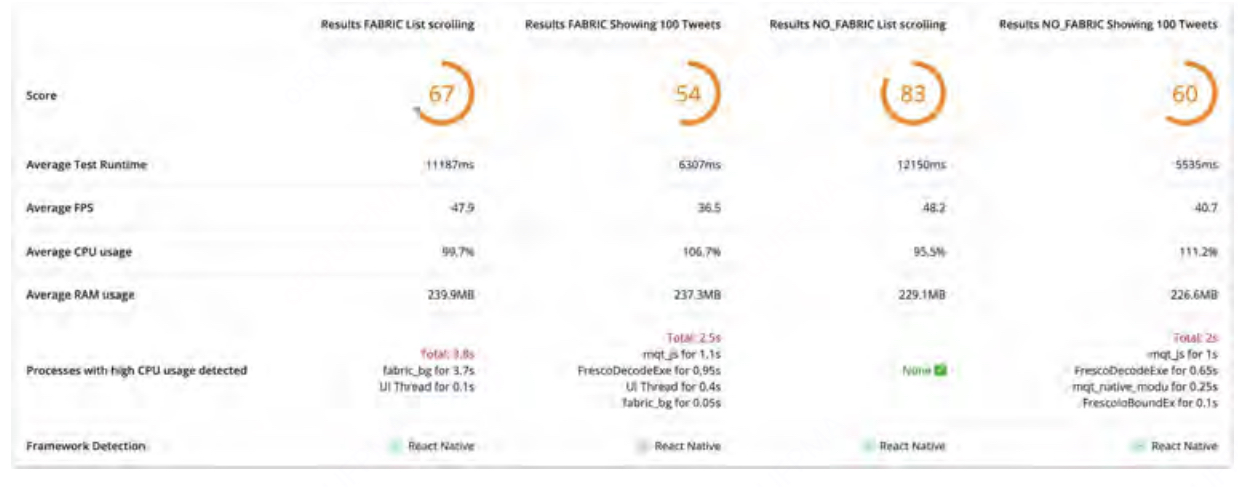 Results FABRIC List scrolling Results FABRIC Showing 100 Tweets Results NO_FABRIC List scrolling Results NO_FABRIC Showing 100 Tweets
Score 67 54 83 60
Average Test Runtime 11187ms 6307ms 12150ms 5535ms
Average FPS 47.9 36.5 48.2 40.7
Average CPU usage 99.7% 106.7% 95.5% 111.2%
Average RAM usage 239.9MB 237.3MB 229.1MB 226.6MB
Processes with high CPU usage detected
Total: 3.8s
fabric_bg for 3.7s
UI Thread for 0.1s
Total: 2.5s
mqt_js for 1.1s
FrescoDecodeExe for 0.95s
UI Thread for 0.4s
fabric_bg for 0.05s
None
Total: 2s
mqt_js for 1s
FrescoDecodeExe for 0.65s
mqt_native_modu for 0.25s
FrescoIoBoundEx for 0.1s
Framework Detection React Native React Native React Native React Native